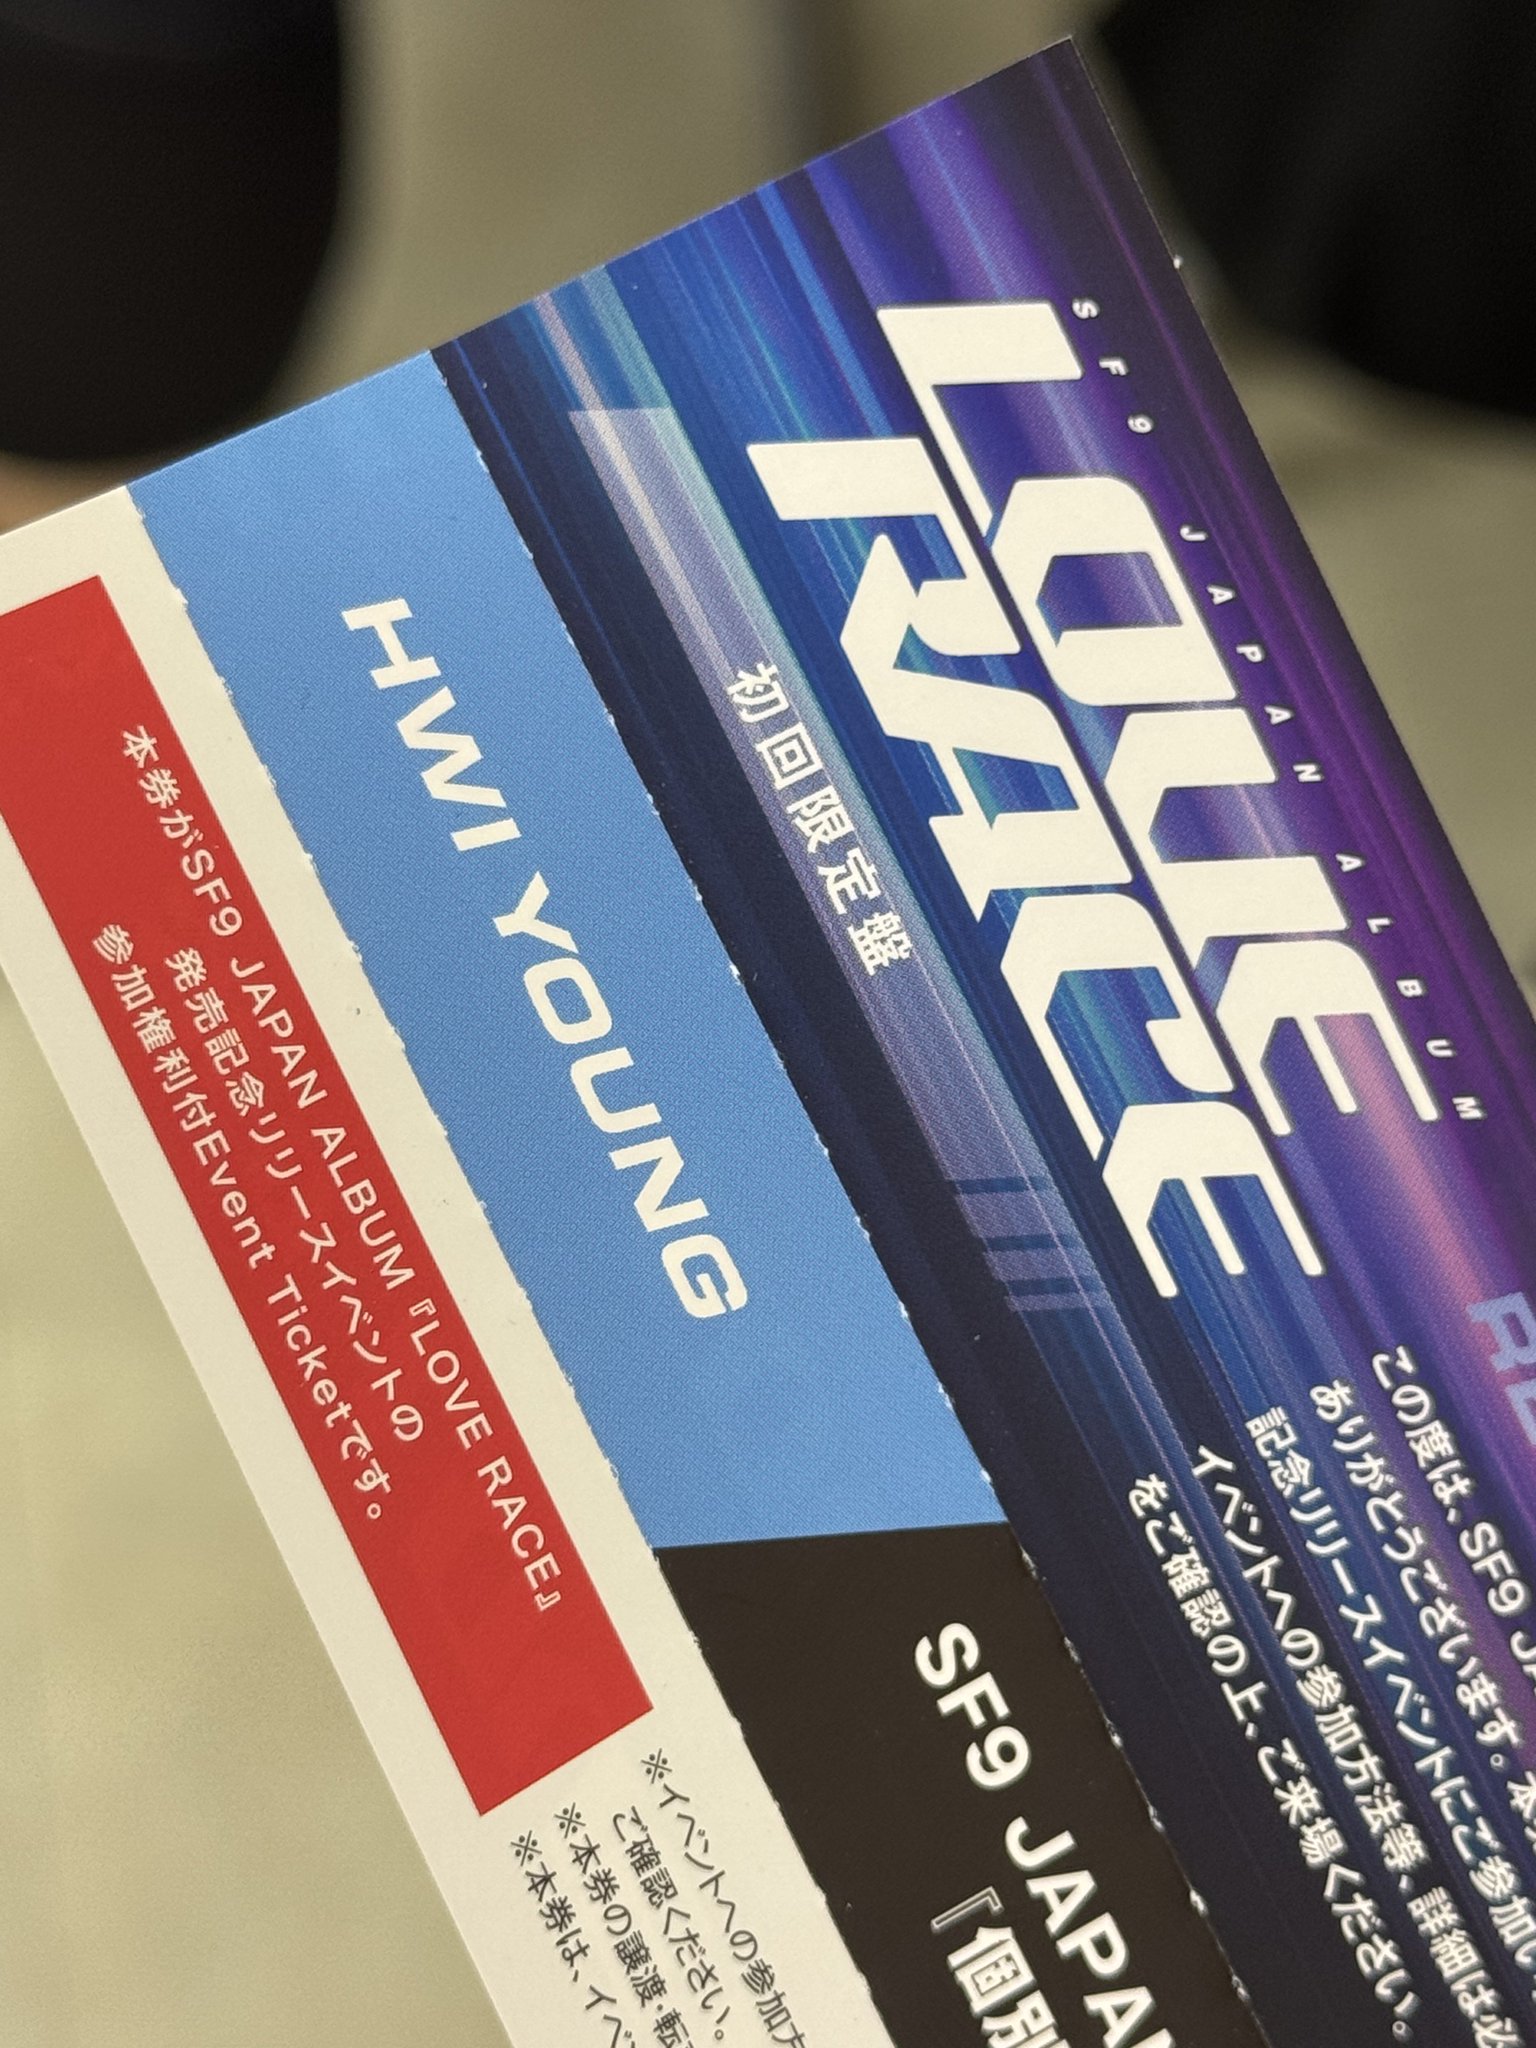 SF9 JAPAN ALBUM
LOVE
RACE
初回限定盤
この度は、SF9
ありがとうございます。
記念リリースイベントにご参加
イベントへの参加方法等、詳細は必
をご確認の上、ご来場ください。
HWI YOUNG
SF9 JAPAN
『個別
本券がSF9 JAPAN ALBUM『LOVE RACE』
発売記念リリースイベントの
参加権利付Event Ticketです。
※イベントへの参加方
ご確認ください。
※本券の譲渡・転
※本券は、イベ